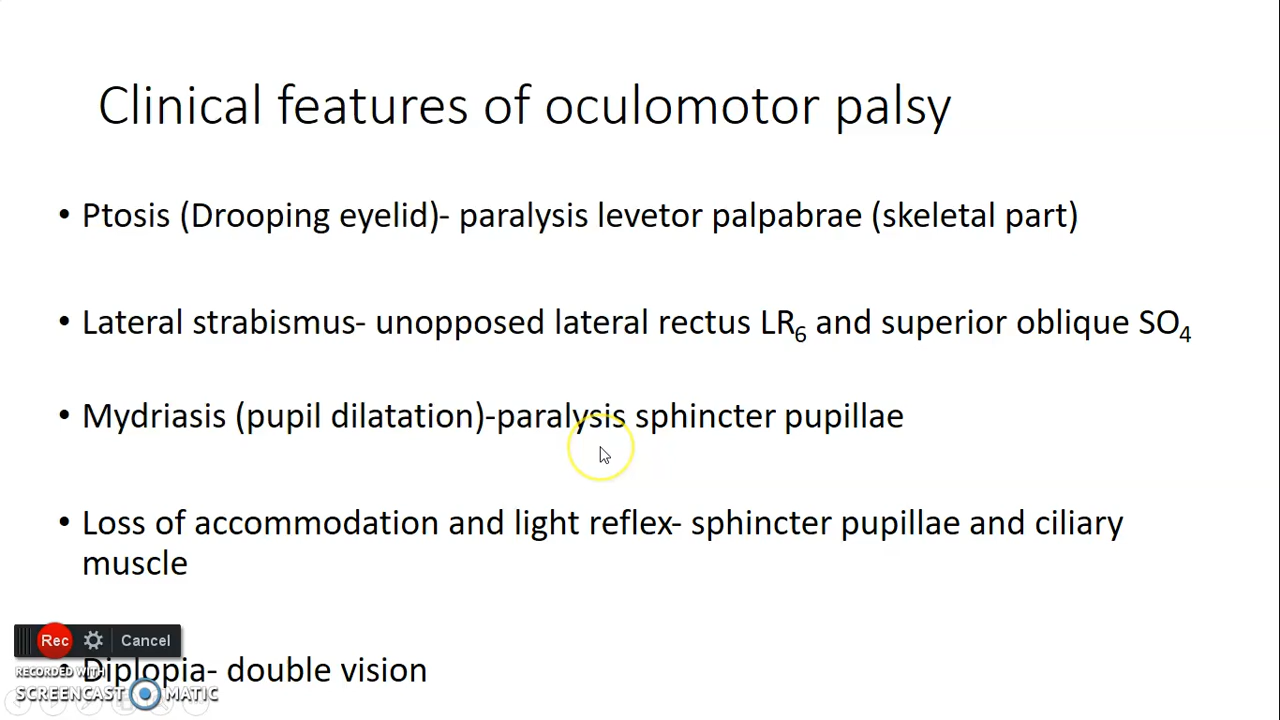 Clinical features of oculomotor palsy
• Ptosis (Drooping eyelid)- paralysis levetor palpabrae (skeletal part)
• Lateral strabismus- unopposed lateral rectus LR6 and superior oblique SO4
• Mydriasis (pupil dilatation)-paralysis sphincter pupillae
• Loss of accommodation and light reflex- sphincter pupillae and ciliary
muscle
Rec Cancel
• Diplopia- double vision
RECORDED WITH
SCREENCAST MATIC